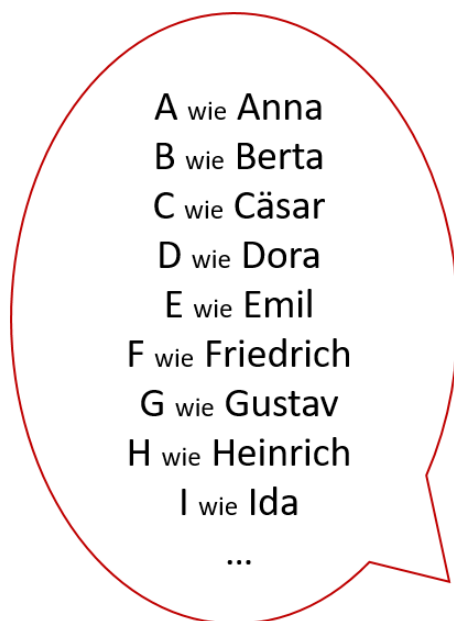 A wie Anna
B wie Berta
C wie Cäsar
D wie Dora
E wie Emil
F wie Friedrich
G wie Gustav
H wie Heinrich
I wie Ida
...